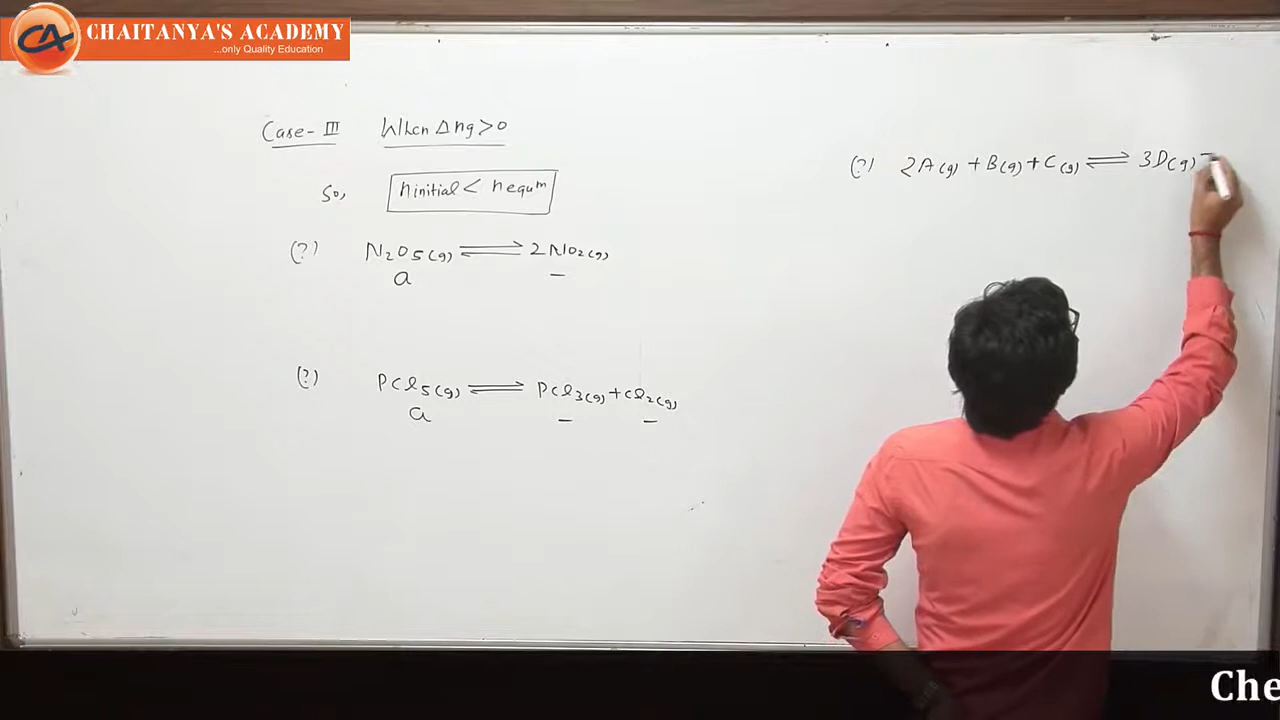 CHAITANYA'S ACADEMY
...only Quality Education
CA
Case-III When Δng>0
So, ninitial < nequm
(?) N2O5(g) ⇌ 2NO2(g)
a –
(?) PCl5(g) ⇌ PCl3(g)+Cl2(g)
a – –
(?) 2A(g) +B(g)+C(g) ⇌ 3D(g)
Che